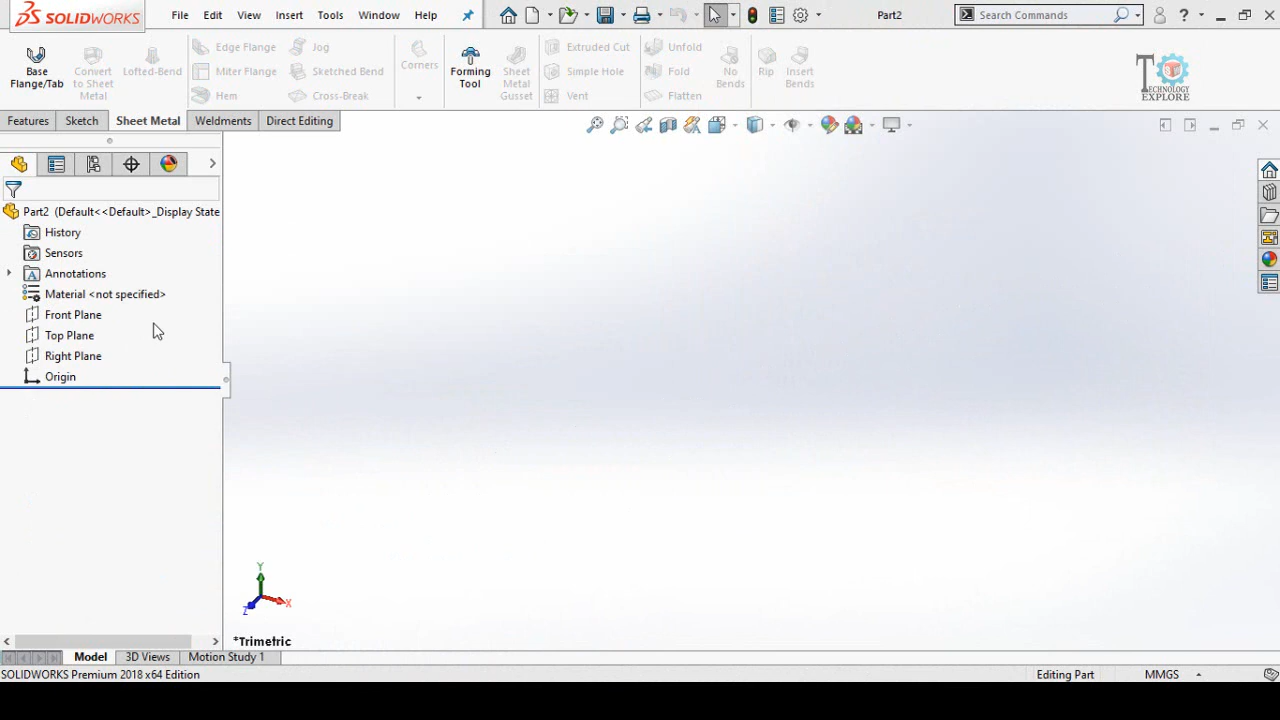 SOLIDWORKS
File Edit View Insert Tools Window Help
Part2
Search Commands
?
Base Flange/Tab
Convert to Sheet Metal
Lofted-Bend
Edge Flange
Miter Flange
Hem
Jog
Sketched Bend
Cross-Break
Corners
Forming Tool
Sheet Metal Gusset
Extruded Cut
Simple Hole
Vent
Unfold
Fold
Flatten
No Bends
Rip
Insert Bends
TECHNOLOGY EXPLORE
Features Sketch Sheet Metal Weldments Direct Editing
Part2 (Default<<Default>_Display State
History
Sensors
Annotations
Material <not specified>
Front Plane
Top Plane
Right Plane
Origin
Y
X
Z
*Trimetric
Model 3D Views Motion Study 1
SOLIDWORKS Premium 2018 x64 Edition
Editing Part
MMGS